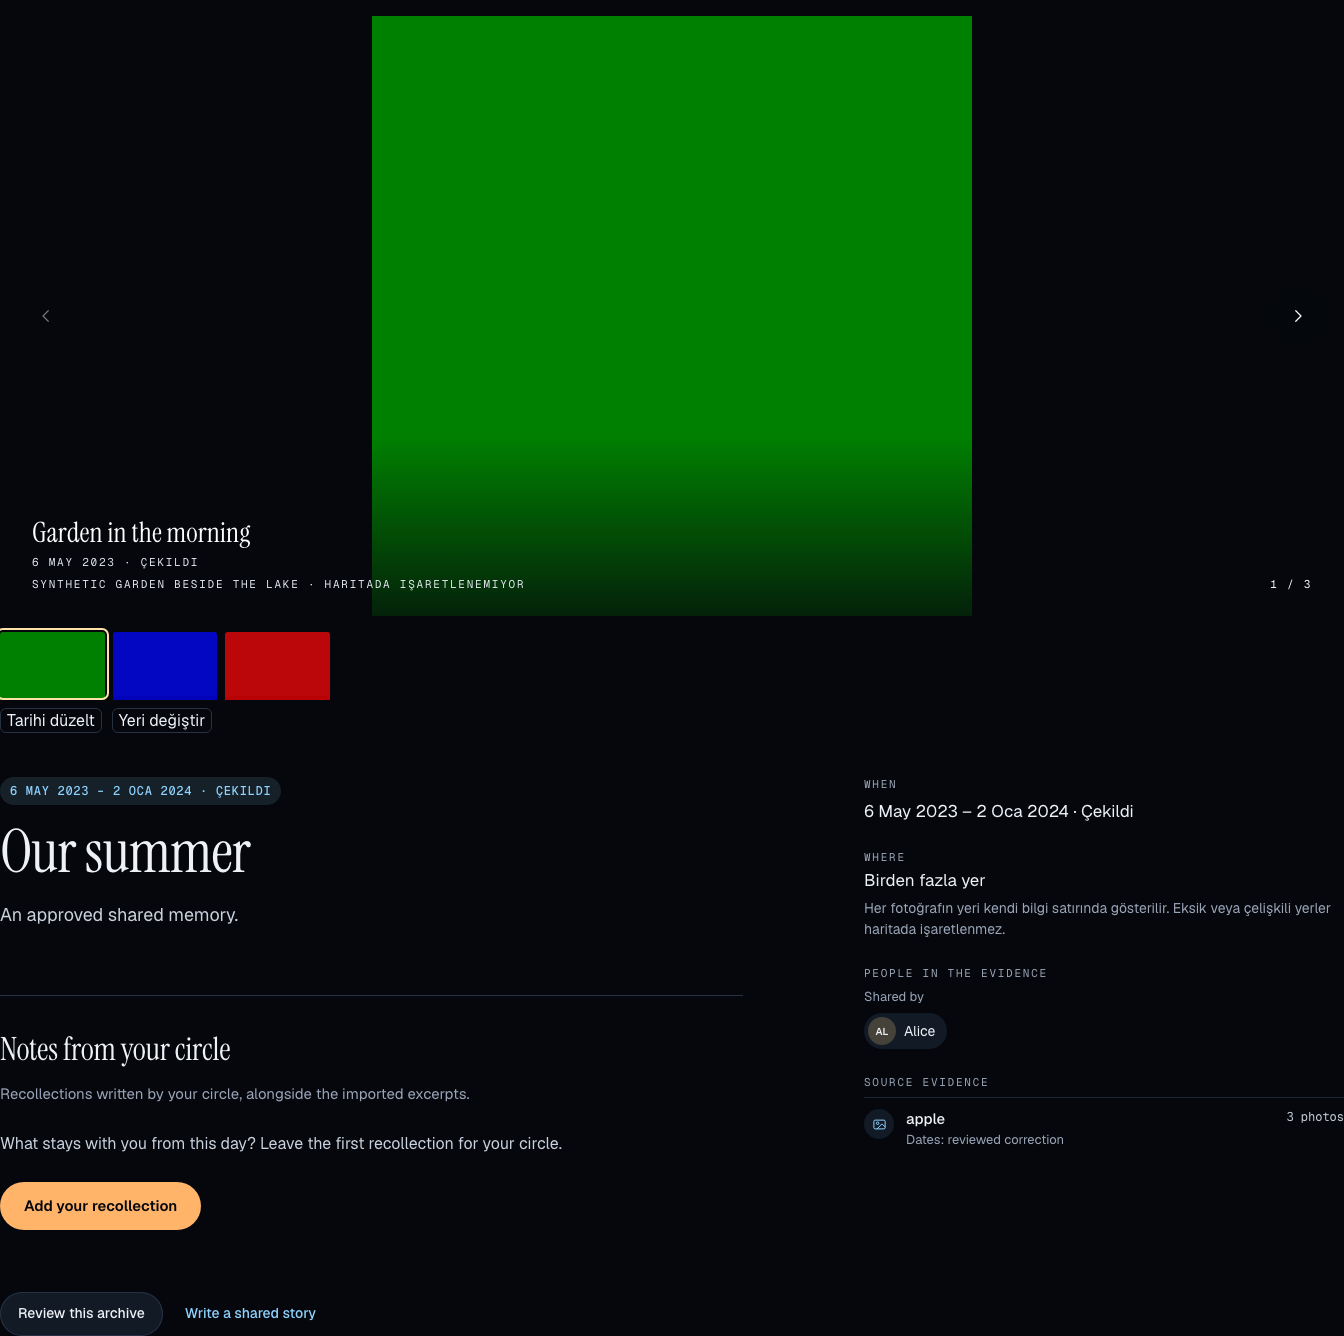 Garden in the morning
6 MAY 2023 · ÇEKILDI
SYNTHETIC GARDEN BESIDE THE LAKE · HARITADA IŞARETLENEMIYOR
1 / 3
Tarihi düzelt
Yeri değiştir
6 MAY 2023 – 2 OCA 2024 · ÇEKILDI
Our summer
An approved shared memory.
Notes from your circle
Recollections written by your circle, alongside the imported excerpts.
What stays with you from this day? Leave the first recollection for your circle.
Add your recollection
Review this archive
Write a shared story
WHEN
6 May 2023 – 2 Oca 2024 · Çekildi
WHERE
Birden fazla yer
Her fotoğrafın yeri kendi bilgi satırında gösterilir. Eksik veya çelişkili yerler
haritada işaretlenmez.
PEOPLE IN THE EVIDENCE
Shared by
AL
Alice
SOURCE EVIDENCE
apple
3 photos
Dates: reviewed correction